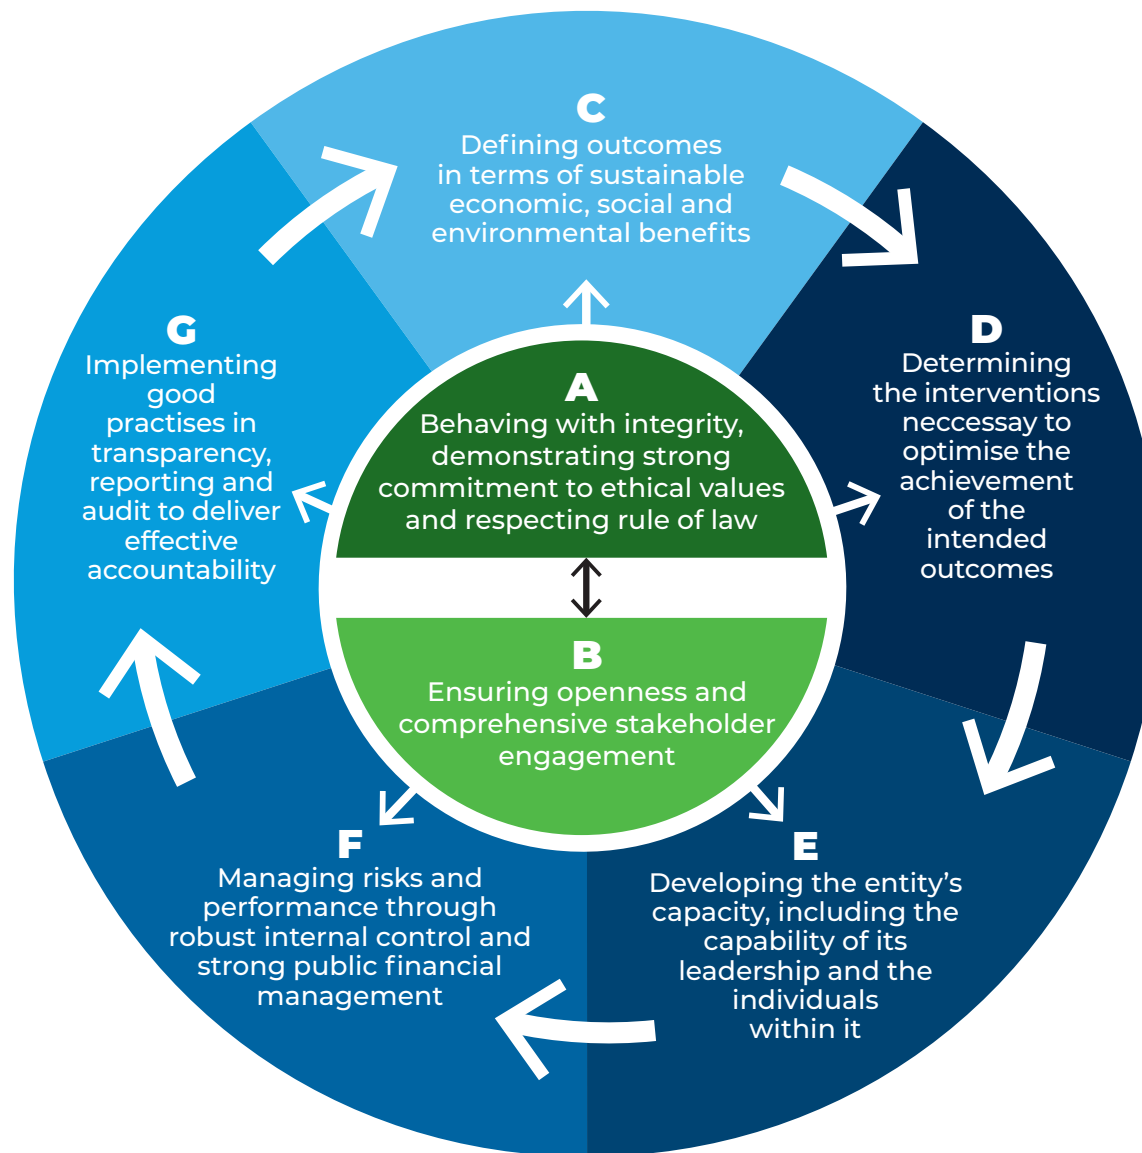 C
Defining outcomes
in terms of sustainable
economic, social and
environmental benefits
D
Determining
the interventions
neccessay to
optimise the
achievement
of the
intended
outcomes
E
Developing the entity’s
capacity, including the
capability of its
leadership and the
individuals
within it
F
Managing risks and
performance through
robust internal control and
strong public financial
management
G
Implementing
good
practises in
transparency,
reporting and
audit to deliver
effective
accountability
A
Behaving with integrity,
demonstrating strong
commitment to ethical values
and respecting rule of law
B
Ensuring openness and
comprehensive stakeholder
engagement